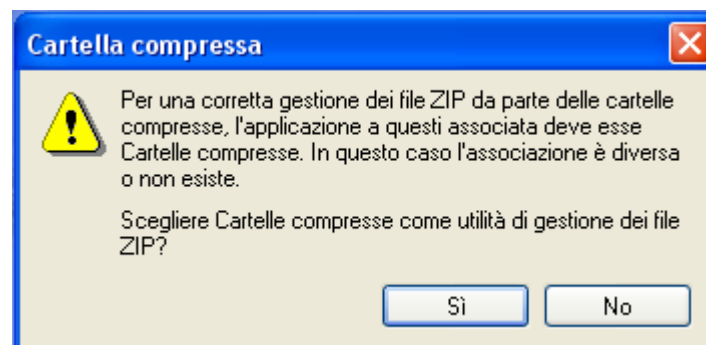 Cartella compressa
Per una corretta gestione dei file ZIP da parte delle cartelle
compresse, l'applicazione a questi associata deve esse
Cartelle compresse. In questo caso l'associazione è diversa
o non esiste.
Scegliere Cartelle compresse come utilità di gestione dei file
ZIP?
Sì
No